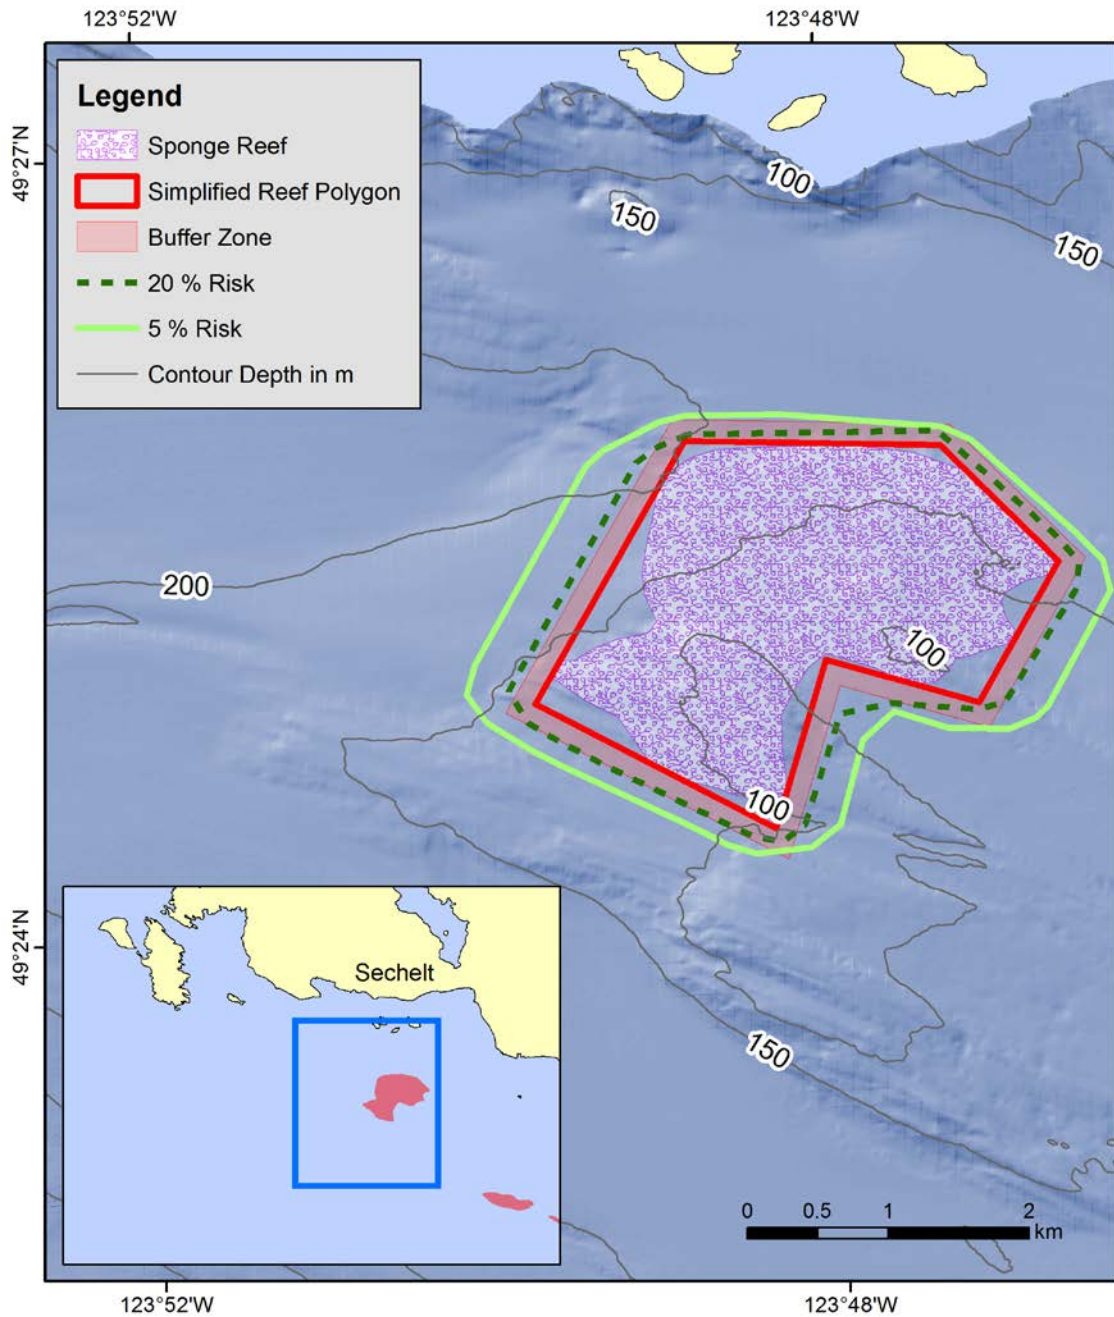 123°52'W 123°48'W
49°27'N
Legend
Sponge Reef
Simplified Reef Polygon
Buffer Zone
20 % Risk
5 % Risk
Contour Depth in m
100
150
150
200
100
100
49°24'N
Sechelt
150
0 0.5 1 2
km
123°52'W 123°48'W